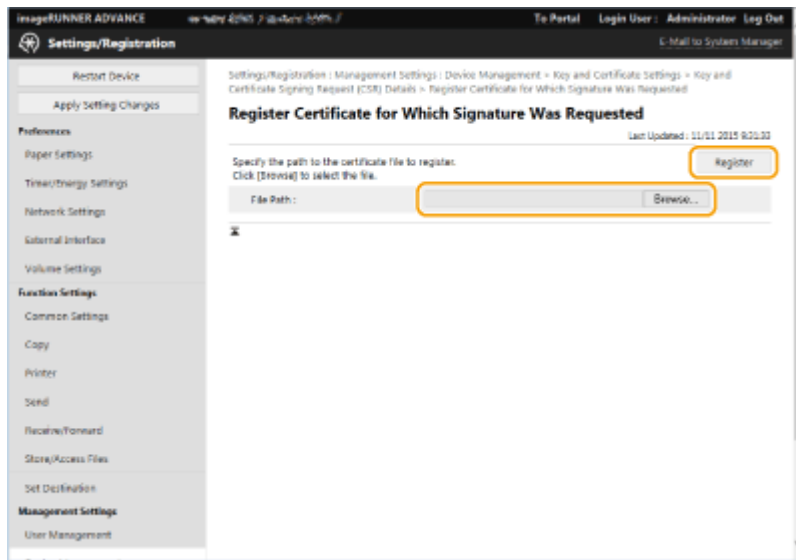 imageRUNNER ADVANCE
To Portal Login User : Administrator Log Out
Settings/Registration
E-Mail to System Manager
Restart Device
Apply Setting Changes
Preferences
Paper Settings
Timer/Energy Settings
Network Settings
External Interface
Volume Settings
Function Settings
Common Settings
Copy
Printer
Send
Receive/Forward
Store/Access Files
Set Destination
Management Settings
User Management
Settings/Registration : Management Settings : Device Management > Key and Certificate Settings > Key and
Certificate Signing Request (CSR) Details > Register Certificate for Which Signature Was Requested
Register Certificate for Which Signature Was Requested
Last Updated : 11/11 2015 9:31:33
Specify the path to the certificate file to register.
Click [Browse] to select the file.
Register
File Path :
Browse...